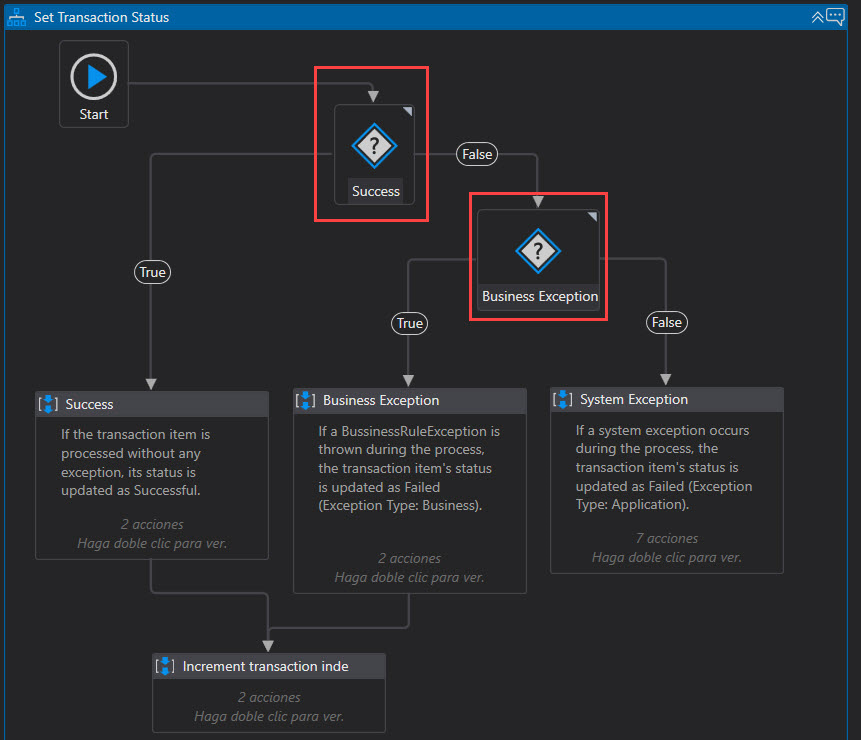 Set Transaction Status
Start
Success
False
Business Exception
True
True
False
Success
If the transaction item is
processed without any
exception, its status is
updated as Successful.
2 acciones
Haga doble clic para ver.
Business Exception
If a BussinessRuleException is
thrown during the process,
the transaction item's status
is updated as Failed
(Exception Type: Business).
2 acciones
Haga doble clic para ver.
System Exception
If a system exception occurs
during the process, the
transaction item's status is
updated as Failed (Exception
Type: Application).
7 acciones
Haga doble clic para ver.
Increment transaction inde
2 acciones
Haga doble clic para ver.